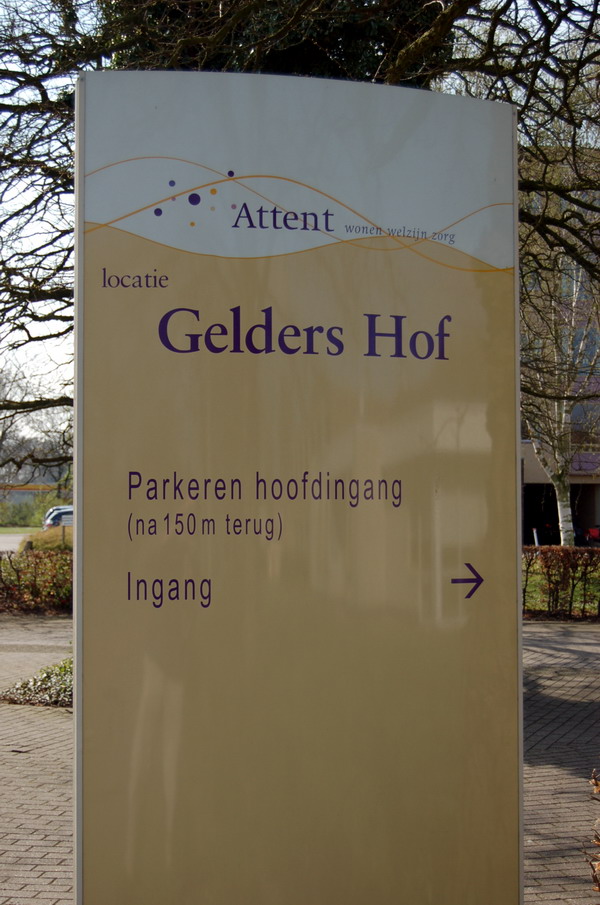 Attent wonen welzijn zorg
locatie
Gelders Hof
Parkeren hoofdingang
(na 150 m terug)
Ingang →